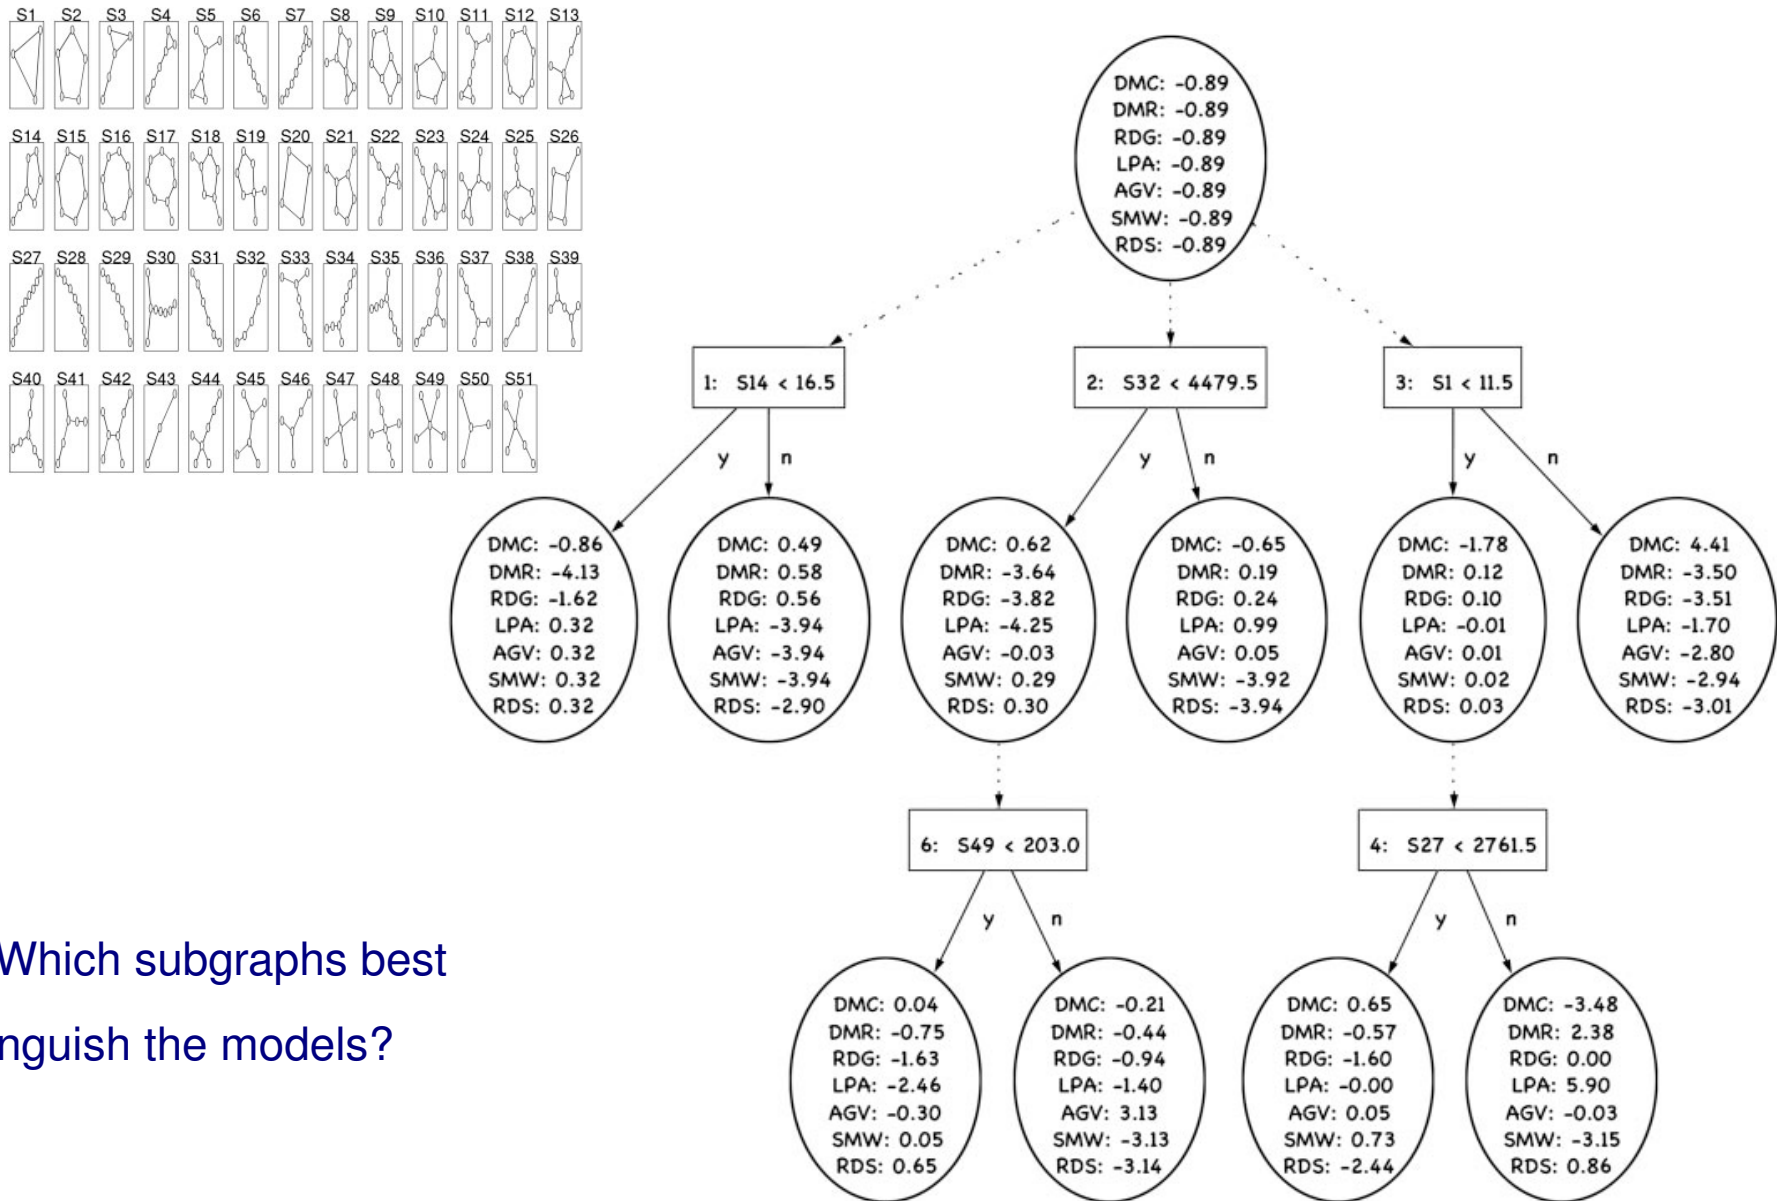 S1 S2 S3 S4 S5 S6 S7 S8 S9 S10 S11 S12 S13
S14 S15 S16 S17 S18 S19 S20 S21 S22 S23 S24 S25 S26
S27 S28 S29 S30 S31 S32 S33 S34 S35 S36 S37 S38 S39
S40 S41 S42 S43 S44 S45 S46 S47 S48 S49 S50 S51
DMC: -0.89
DMR: -0.89
RDG: -0.89
LPA: -0.89
AGV: -0.89
SMW: -0.89
RDS: -0.89
1: S14 < 16.5
2: S32 < 4479.5
3: S1 < 11.5
y n
y n
y n
DMC: -0.86
DMR: -4.13
RDG: -1.62
LPA: 0.32
AGV: 0.32
SMW: 0.32
RDS: 0.32
DMC: 0.49
DMR: 0.58
RDG: 0.56
LPA: -3.94
AGV: -3.94
SMW: -3.94
RDS: -2.90
DMC: 0.62
DMR: -3.64
RDG: -3.82
LPA: -4.25
AGV: -0.03
SMW: 0.29
RDS: 0.30
DMC: -0.65
DMR: 0.19
RDG: 0.24
LPA: 0.99
AGV: 0.05
SMW: -3.92
RDS: -3.94
DMC: -1.78
DMR: 0.12
RDG: 0.10
LPA: -0.01
AGV: 0.01
SMW: 0.02
RDS: 0.03
DMC: 4.41
DMR: -3.50
RDG: -3.51
LPA: -1.70
AGV: -2.80
SMW: -2.94
RDS: -3.01
6: S49 < 203.0
4: S27 < 2761.5
y n
y n
DMC: 0.04
DMR: -0.75
RDG: -1.63
LPA: -2.46
AGV: -0.30
SMW: 0.05
RDS: 0.65
DMC: -0.21
DMR: -0.44
RDG: -0.94
LPA: -1.40
AGV: 3.13
SMW: -3.13
RDS: -3.14
DMC: 0.65
DMR: -0.57
RDG: -1.60
LPA: -0.00
AGV: 0.05
SMW: 0.73
RDS: -2.44
DMC: -3.48
DMR: 2.38
RDG: 0.00
LPA: 5.90
AGV: -0.03
SMW: -3.15
RDS: 0.86
Which subgraphs best
nguish the models?